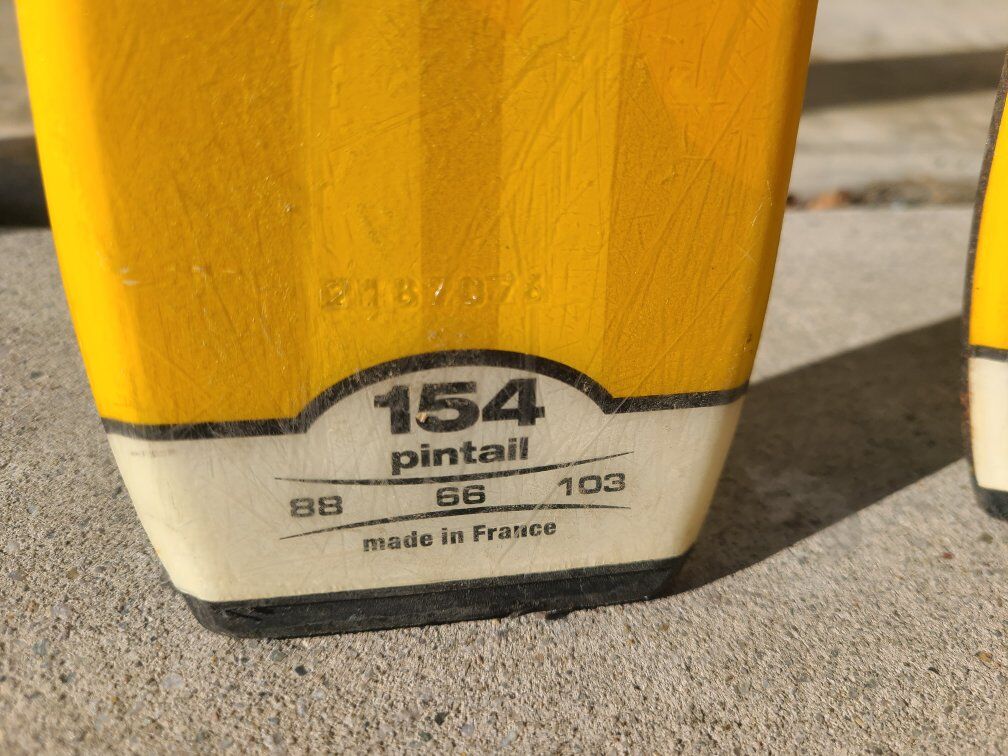 154
pintail
88 66 103
made in France